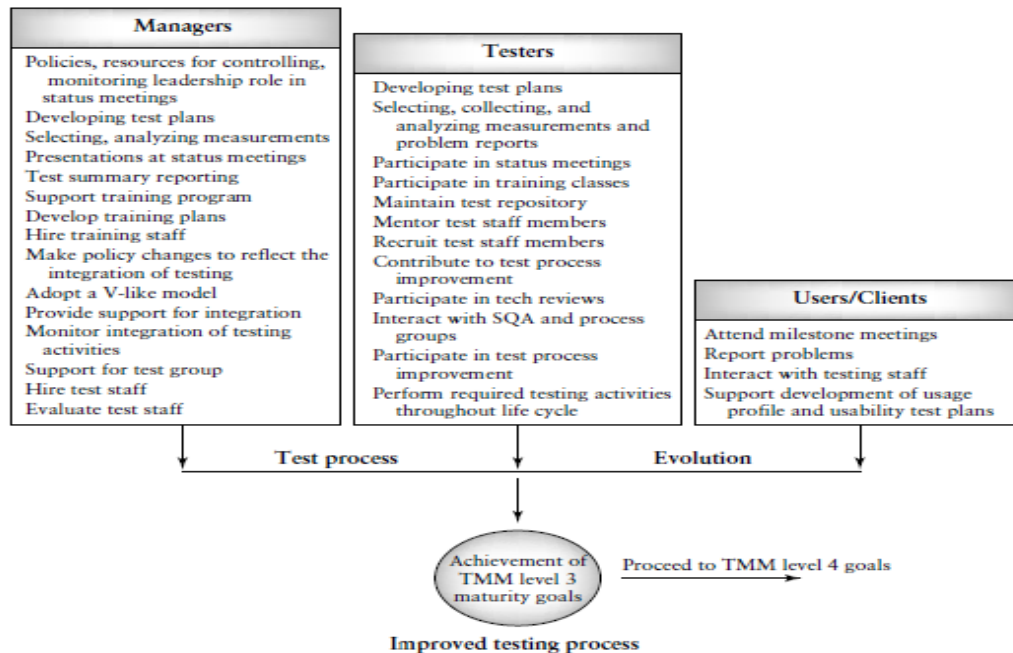 Managers
Policies, resources for controlling,
monitoring leadership role in
status meetings
Developing test plans
Selecting, analyzing measurements
Presentations at status meetings
Test summary reporting
Support training program
Develop training plans
Hire training staff
Make policy changes to reflect the
integration of testing
Adopt a V-like model
Provide support for integration
Monitor integration of testing
activities
Support for test group
Hire test staff
Evaluate test staff
Testers
Developing test plans
Selecting, collecting, and
analyzing measurements and
problem reports
Participate in status meetings
Participate in training classes
Maintain test repository
Mentor test staff members
Recruit test staff members
Contribute to test process
improvement
Participate in tech reviews
Interact with SQA and process
groups
Participate in test process
improvement
Perform required testing activities
throughout life cycle
Users/Clients
Attend milestone meetings
Report problems
Interact with testing staff
Support development of usage
profile and usability test plans
Test process
Evolution
Achievement of
TMM level 3
maturity goals
Proceed to TMM level 4 goals
Improved testing process